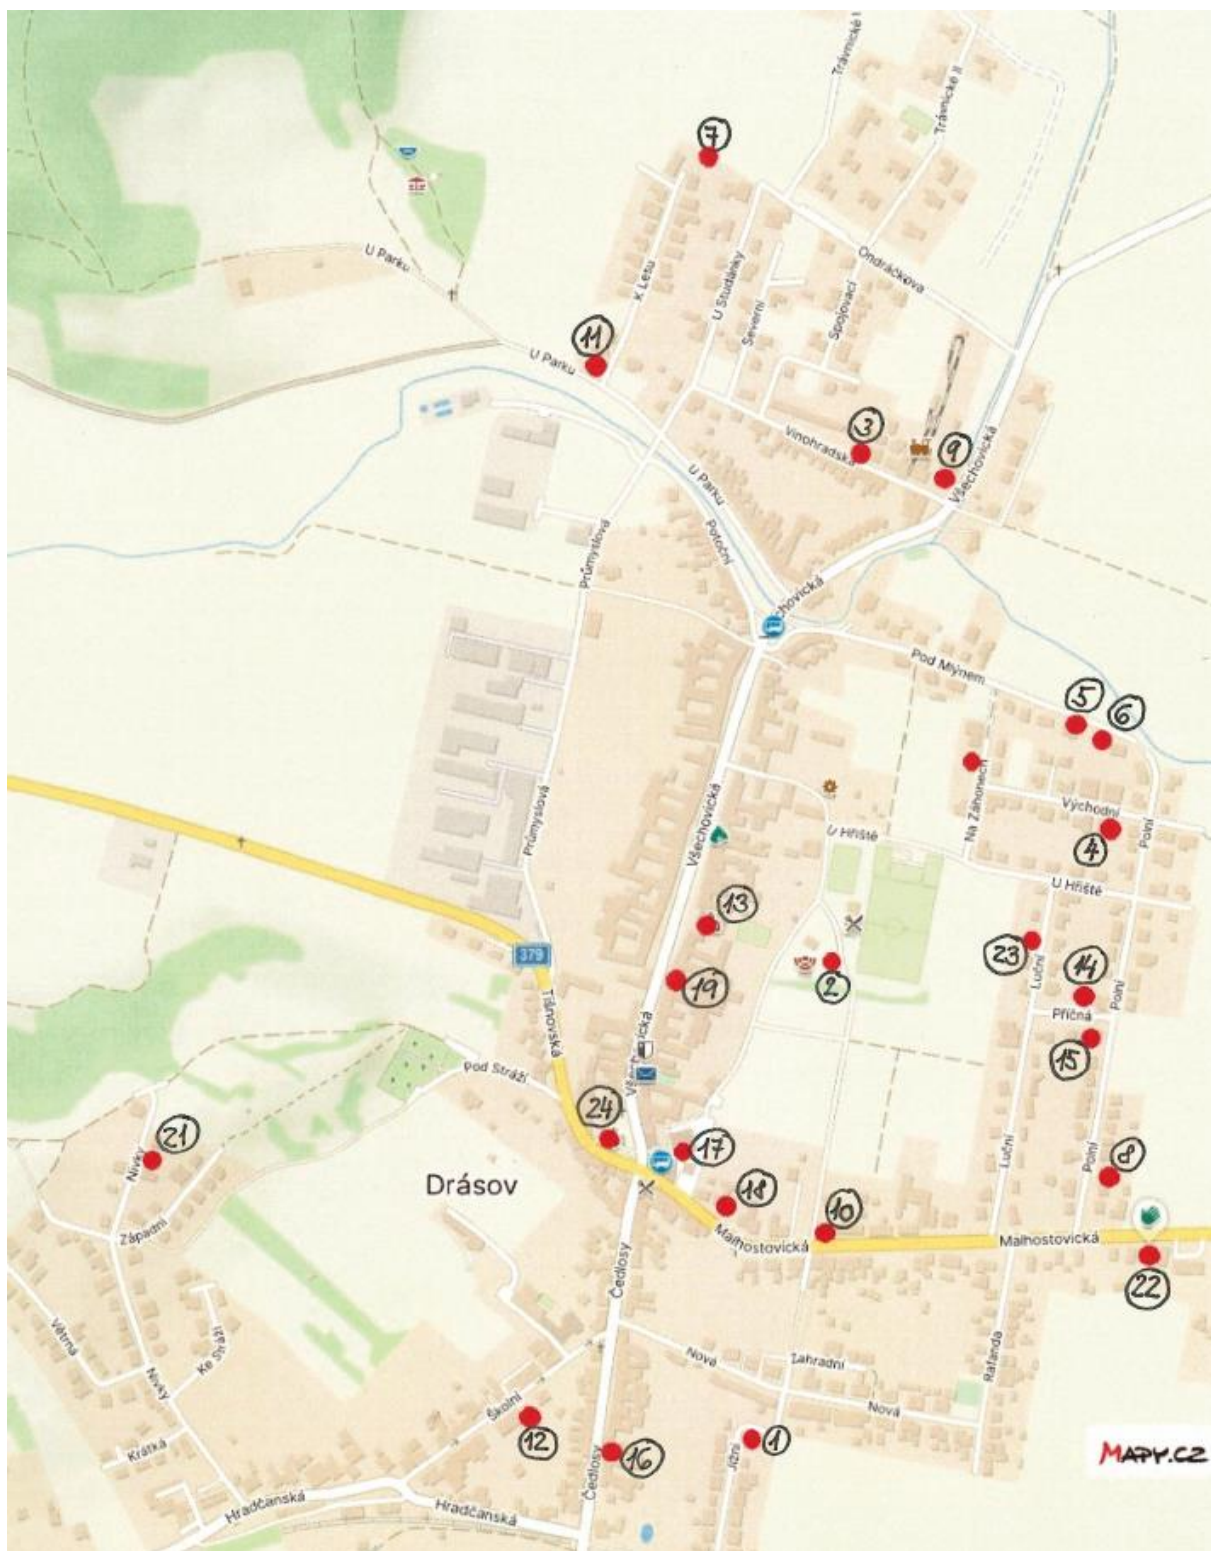 Trávnické I
Trávnické II
7
U Parku
K Lesu
U Studánky
Severní
Spojovací
Ondráčkova
11
U Parku
3
Vinohradská
9
Všechovická
U Parku
Potoční
Průmyslová
chovická
Pod Mlýnem
5
6
Na Záhonech
Východní
Polní
4
Průmyslová
Všechovická
U Hřiště
U Hřiště
13
379
23
Luční
2
19
14
Polní
Příčná
15
Tišnovská
Pod Stráží
24
17
21
Nivky
Drásov
18
10
Luční
Polní
8
Západní
Malhostovická
Malhostovická
22
Čedlosy
Větrná
Ke Stráži
Nivky
Nová
Zahradní
Rafanda
Nová
Školní
12
Krátká
16
Čedlosy
Jižní
1
MAPY.CZ
Hradčanská
Hradčanská